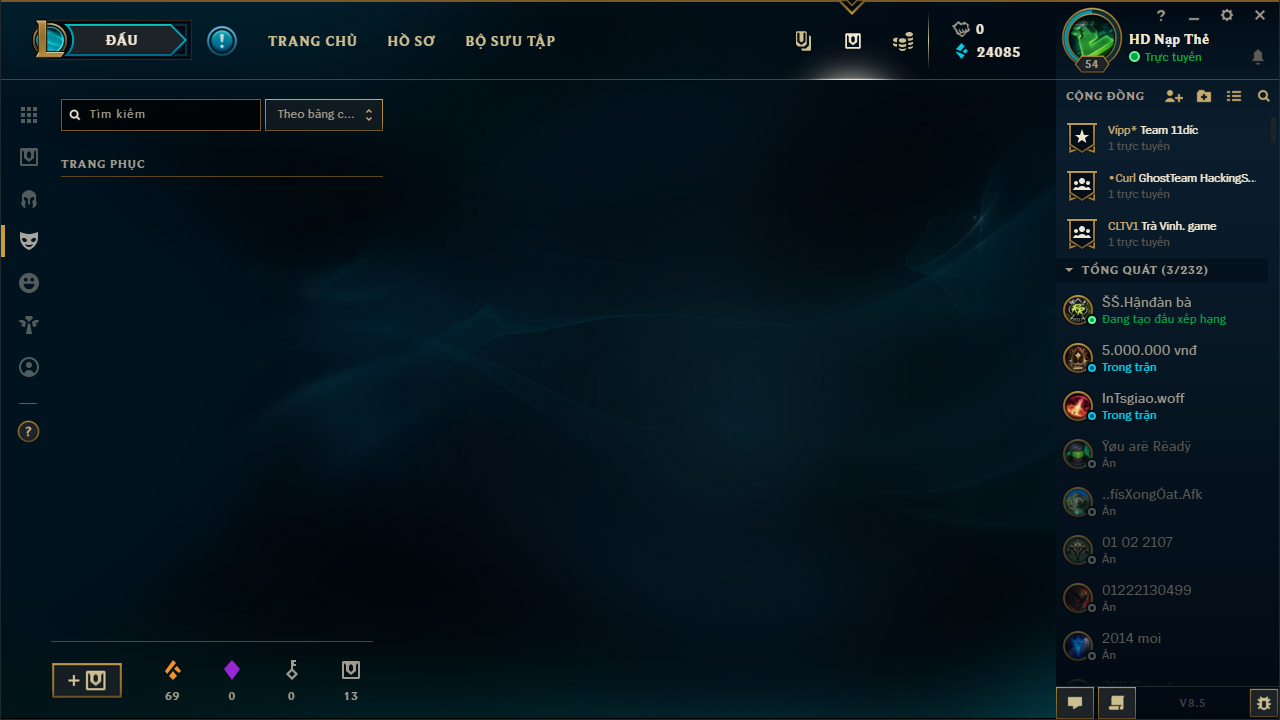 ĐẤU
TRANG CHỦ
HỒ SƠ
BỘ SƯU TẬP
0
24085
HD Nạp Thẻ
Trực tuyến
54
Tìm kiếm
Theo bảng c...
TRANG PHỤC
CỘNG ĐỒNG
Vípp* Team 11díc
1 trực tuyến
•Curl GhostTeam HackingS...
1 trực tuyến
CLTV1 Trà Vinh. game
1 trực tuyến
TỔNG QUÁT (3/232)
ŠŠ.Hậnđàn bà
Đang tạo đấu xếp hạng
5.000.000 vnđ
Trong trận
InTsgiao.woff
Trong trận
Ÿøu arë Rëadÿ
Ẩn
..físXongÓat.Afk
Ẩn
01 02 2107
Ẩn
01222130499
Ẩn
2014 moi
Ẩn
69
0
0
13
V8.5